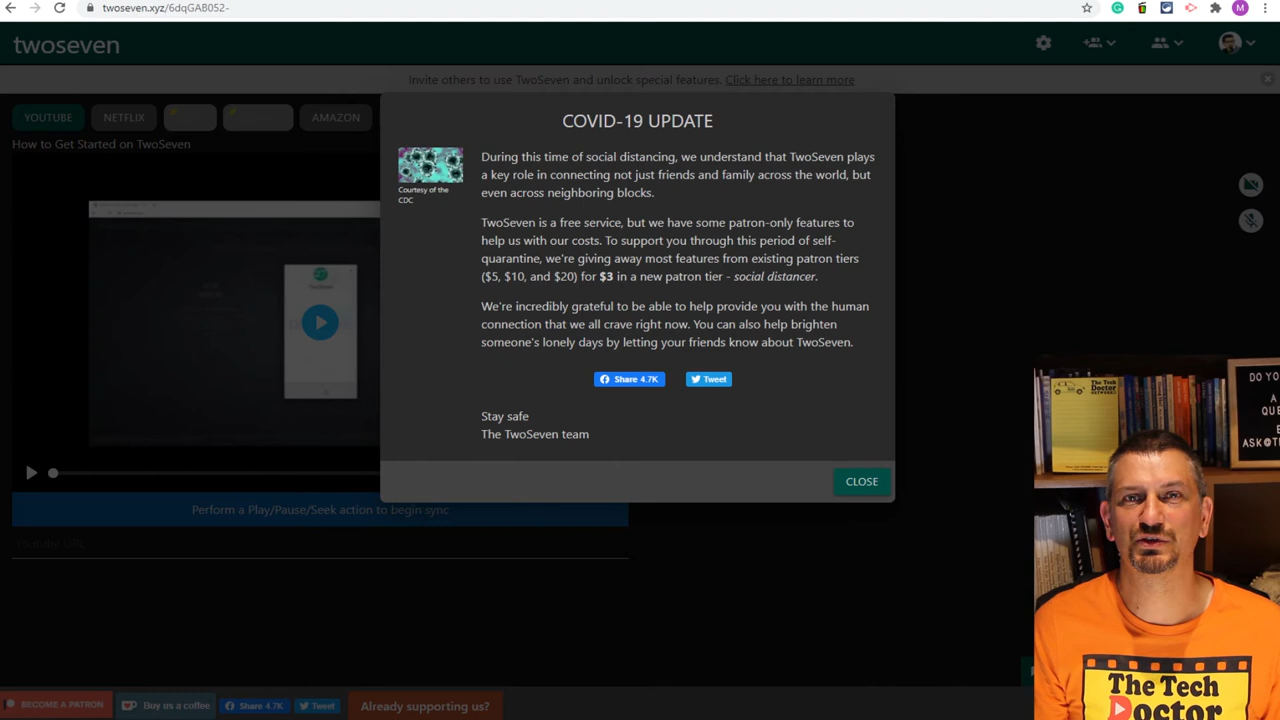 twoseven.xyz/6dqGAB052-
M
twoseven
Invite others to use TwoSeven and unlock special features. Click here to learn more
YOUTUBE
NETFLIX
AMAZON
How to Get Started on TwoSeven
COVID-19 UPDATE
Courtesy of the
CDC
During this time of social distancing, we understand that TwoSeven plays
a key role in connecting not just friends and family across the world, but
even across neighboring blocks.
TwoSeven is a free service, but we have some patron-only features to
help us with our costs. To support you through this period of self-
quarantine, we're giving away most features from existing patron tiers
($5, $10, and $20) for $3 in a new patron tier - social distancer.
We're incredibly grateful to be able to help provide you with the human
connection that we all crave right now. You can also help brighten
someone's lonely days by letting your friends know about TwoSeven.
Share 4.7K
Tweet
Stay safe
The TwoSeven team
CLOSE
Perform a Play/Pause/Seek action to begin sync
Youtube URL
BECOME A PATRON
Buy us a coffee
Share 4.7K
Tweet
Already supporting us?
The Tech
Doctor
DO YO
A
QUE
E
ASK@T
The Tech
Doctor